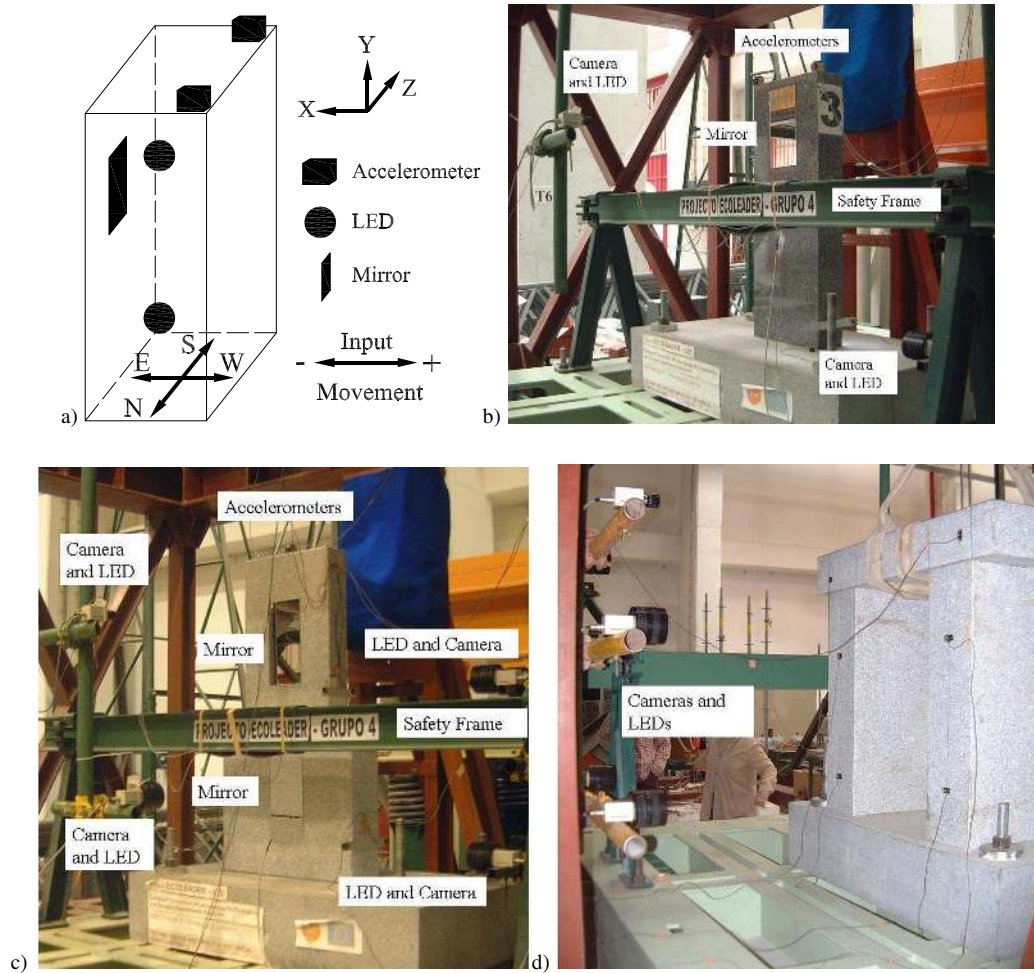 Y
Z
X
Accelerometer
LED
Mirror
S
E
W
N
- Input +
Movement
a)
Accelerometers
Camera
and LED
Mirror
3
T6
PROJECTO ECOLEADER - GRUPO 4
Safety Frame
Camera
and LED
b)
Accelerometers
Camera
and LED
Mirror
LED and Camera
PROJECTO ECOLEADER - GRUPO 4
Safety Frame
Mirror
Camera
and LED
LED and Camera
c)
Cameras and
LEDs
d)